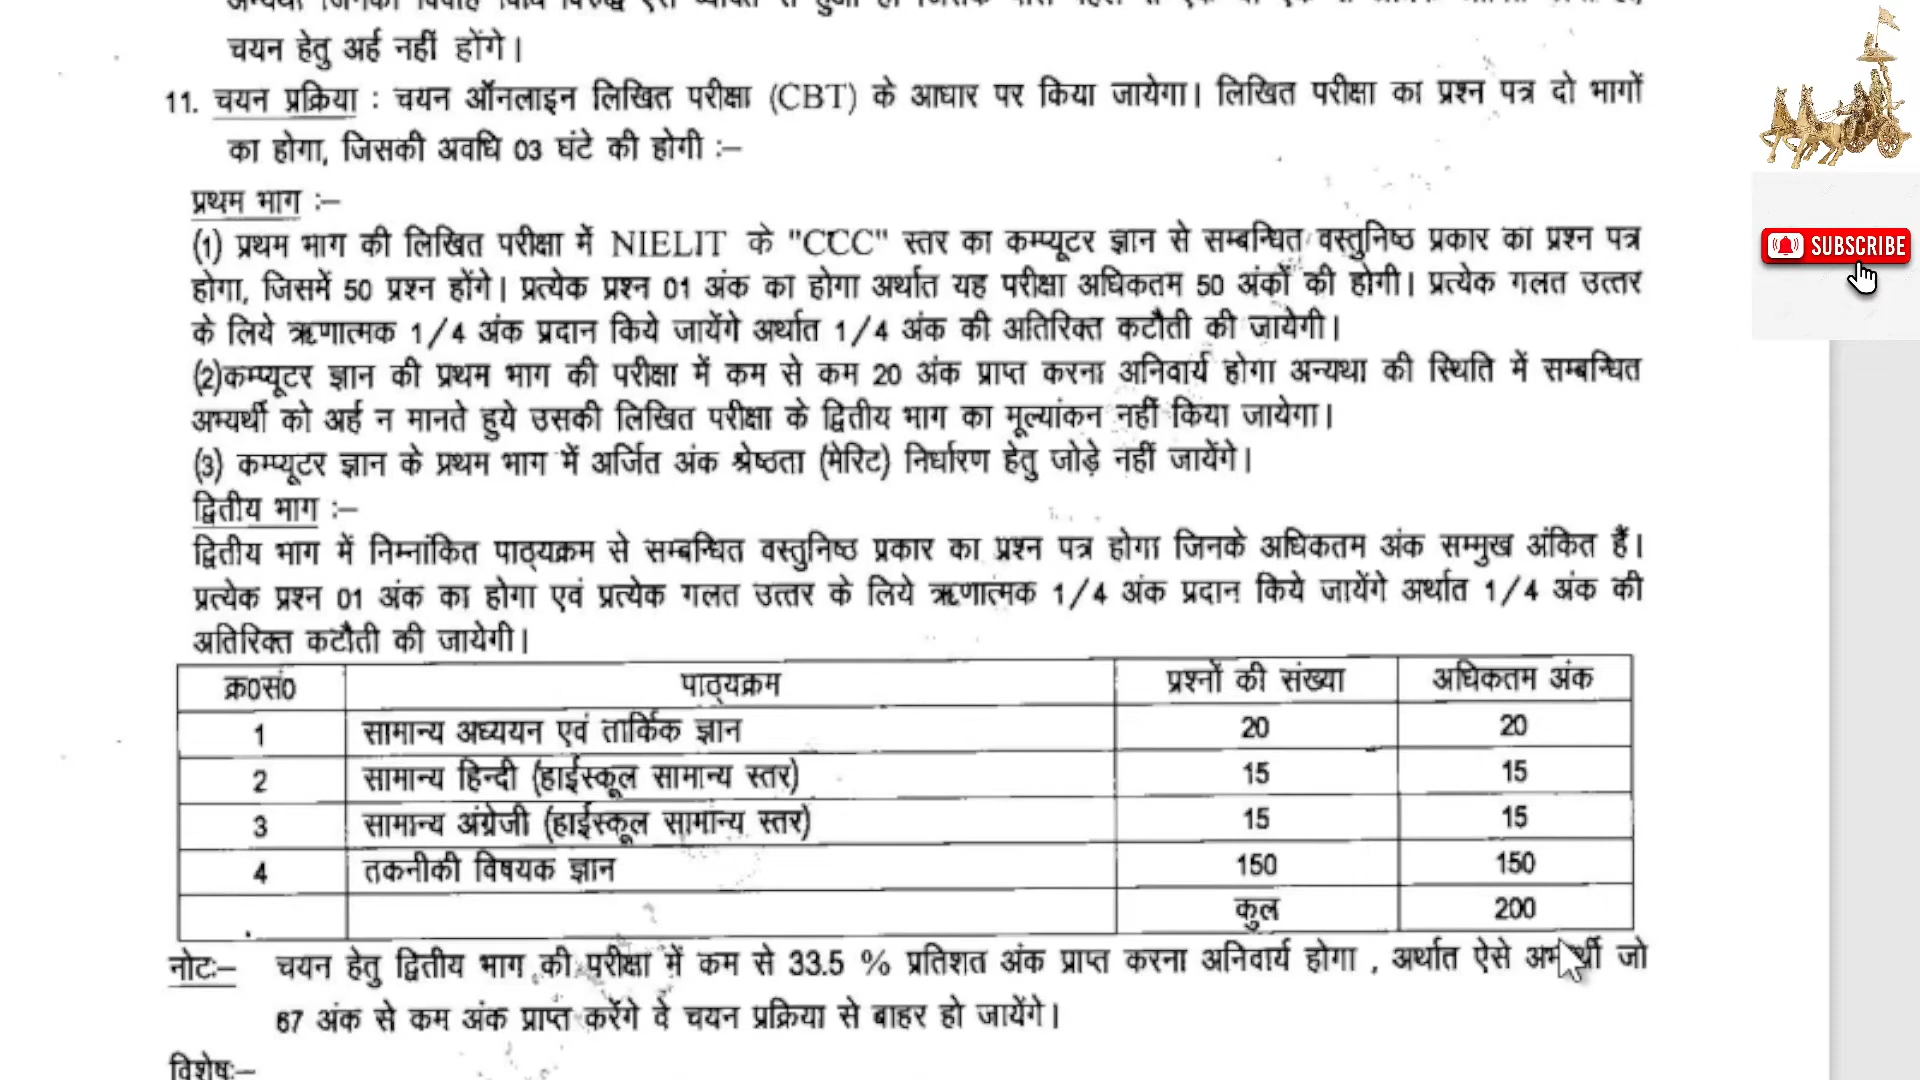 चयन हेतु अर्ह नहीं होंगे।
11. चयन प्रक्रिया : चयन ऑनलाइन लिखित परीक्षा (CBT) के आधार पर किया जायेगा। लिखित परीक्षा का प्रश्न पत्र दो भागों
का होगा, जिसकी अवधि 03 घंटे की होगी :–
प्रथम भाग :–
(1) प्रथम भाग की लिखित परीक्षा में NIELIT के "CCC" स्तर का कम्प्यूटर ज्ञान से सम्बन्धित वस्तुनिष्ठ प्रकार का प्रश्न पत्र
होगा, जिसमें 50 प्रश्न होंगे। प्रत्येक प्रश्न 01 अंक का होगा अर्थात यह परीक्षा अधिकतम 50 अंकों की होगी। प्रत्येक गलत उत्तर
के लिये ऋणात्मक 1/4 अंक प्रदान किये जायेंगे अर्थात 1/4 अंक की अतिरिक्त कटौती की जायेगी।
(2)कम्प्यूटर ज्ञान की प्रथम भाग की परीक्षा में कम से कम 20 अंक प्राप्त करना अनिवार्य होगा अन्यथा की स्थिति में सम्बन्धित
अभ्यर्थी को अर्ह न मानते हुये उसकी लिखित परीक्षा के द्वितीय भाग का मूल्यांकन नहीं किया जायेगा।
(3) कम्प्यूटर ज्ञान के प्रथम भाग में अर्जित अंक श्रेष्ठता (मेरिट) निर्धारण हेतु जोड़े नहीं जायेंगे।
द्वितीय भाग :–
द्वितीय भाग में निम्नांकित पाठ्यक्रम से सम्बन्धित वस्तुनिष्ठ प्रकार का प्रश्न पत्र होगा जिनके अधिकतम अंक सम्मुख अंकित हैं।
प्रत्येक प्रश्न 01 अंक का होगा एवं प्रत्येक गलत उत्तर के लिये ऋणात्मक 1/4 अंक प्रदान किये जायेंगे अर्थात 1/4 अंक की
अतिरिक्त कटौती की जायेगी।
क्र0सं0 पाठ्यक्रम प्रश्नों की संख्या अधिकतम अंक
1 सामान्य अध्ययन एवं तार्किक ज्ञान 20 20
2 सामान्य हिन्दी (हाईस्कूल सामान्य स्तर) 15 15
3 सामान्य अंग्रेजी (हाईस्कूल सामान्य स्तर) 15 15
4 तकनीकी विषयक ज्ञान 150 150
कुल 200
नोटः– चयन हेतु द्वितीय भाग की परीक्षा में कम से 33.5 % प्रतिशत अंक प्राप्त करना अनिवार्य होगा , अर्थात ऐसे अभ्यर्थी जो
67 अंक से कम अंक प्राप्त करेंगे वे चयन प्रक्रिया से बाहर हो जायेंगे।
विशेषः–
SUBSCRIBE